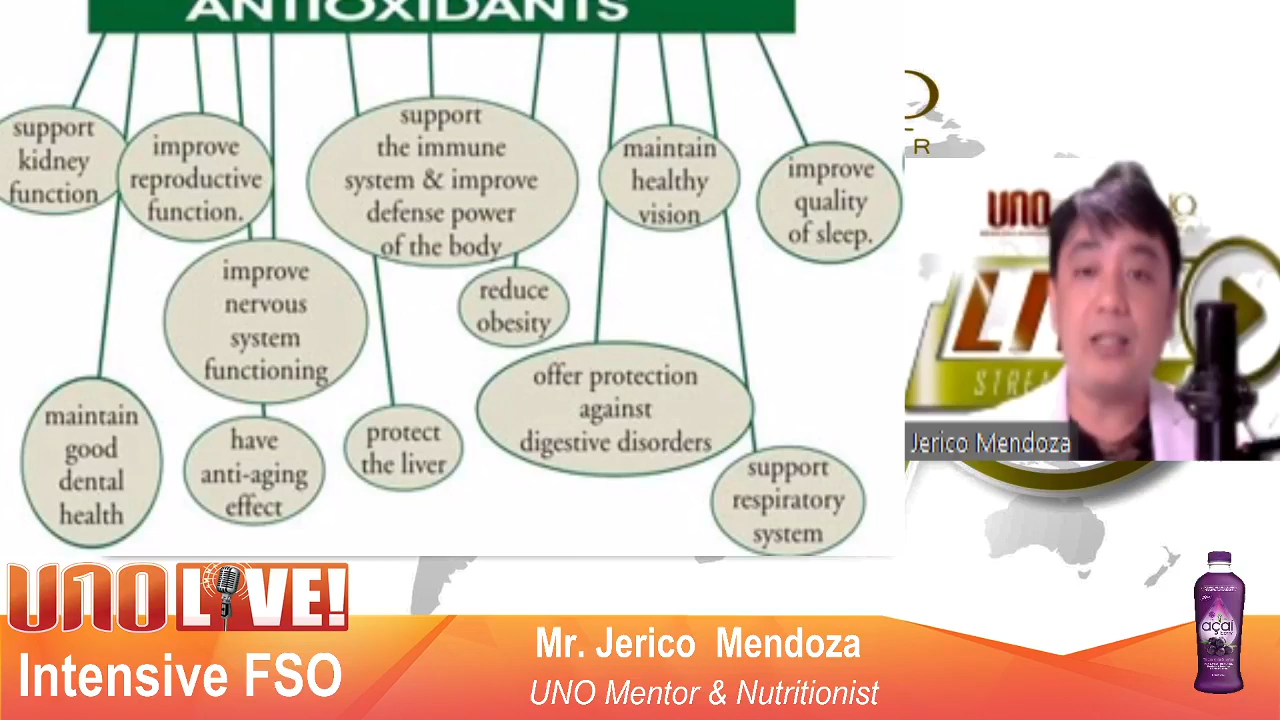 ANTIOXIDANTS
support
kidney
function
improve
reproductive
function.
support
the immune
system & improve
defense power
of the body
maintain
healthy
vision
improve
quality
of sleep.
improve
nervous
system
functioning
reduce
obesity
maintain
good
dental
health
have
anti-aging
effect
protect
the liver
offer protection
against
digestive disorders
support
respiratory
system
R
UNO
STRE
Jerico Mendoza
UNO LIVE!
Intensive FSO
Mr. Jerico Mendoza
UNO Mentor & Nutritionist
açaí